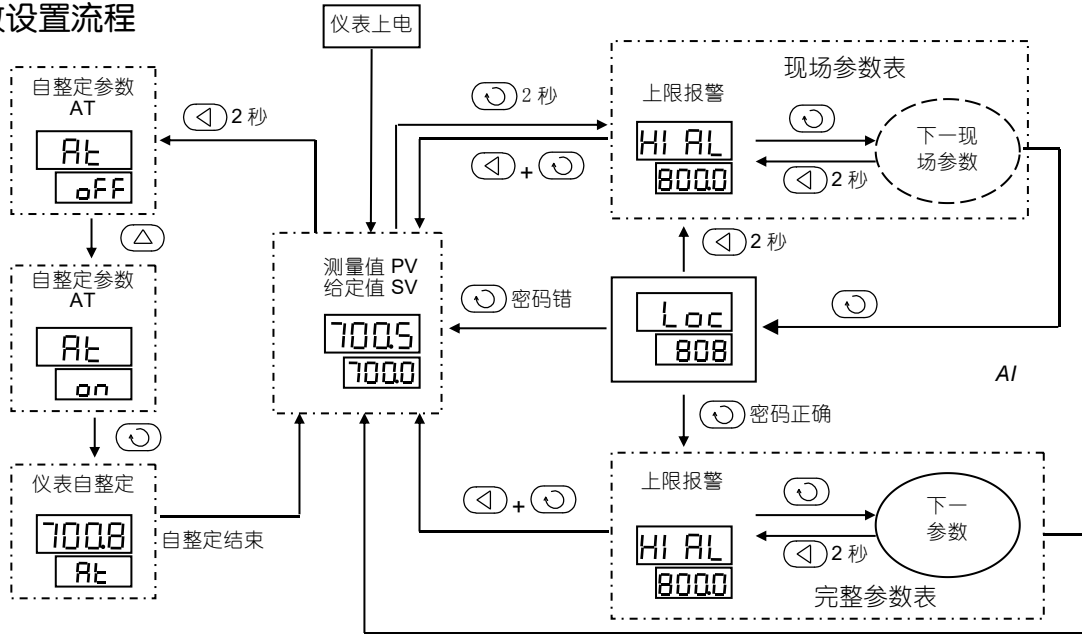 设置流程
仪表上电
自整定参数
AT
At
oFF
2 秒
自整定参数
AT
At
on
仪表自整定
700.8
At
自整定结束
测量值 PV
给定值 SV
700.5
700.0
2 秒
+
密码错
现场参数表
上限报警
HI AL
800.0
下一现
场参数
2 秒
2 秒
Loc
808
AI
密码正确
+
上限报警
HI AL
800.0
下一
参数
2 秒
完整参数表